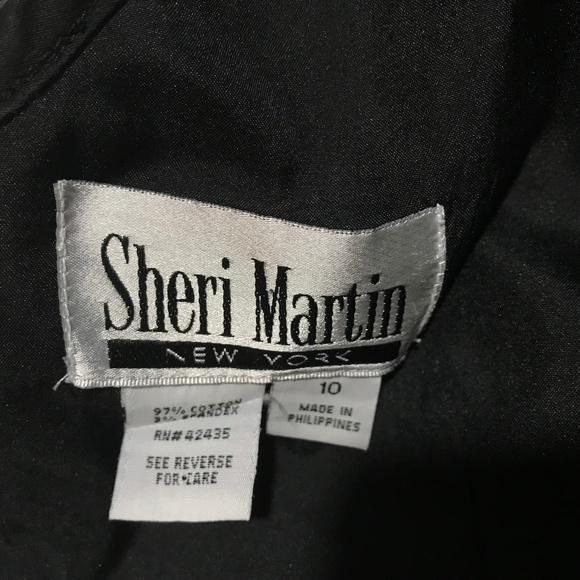 Sheri Martin
NEW YORK
97% COTTON
3% SPANDEX
RN# 42435
SEE REVERSE
FOR CARE
10
MADE IN
PHILIPPINES